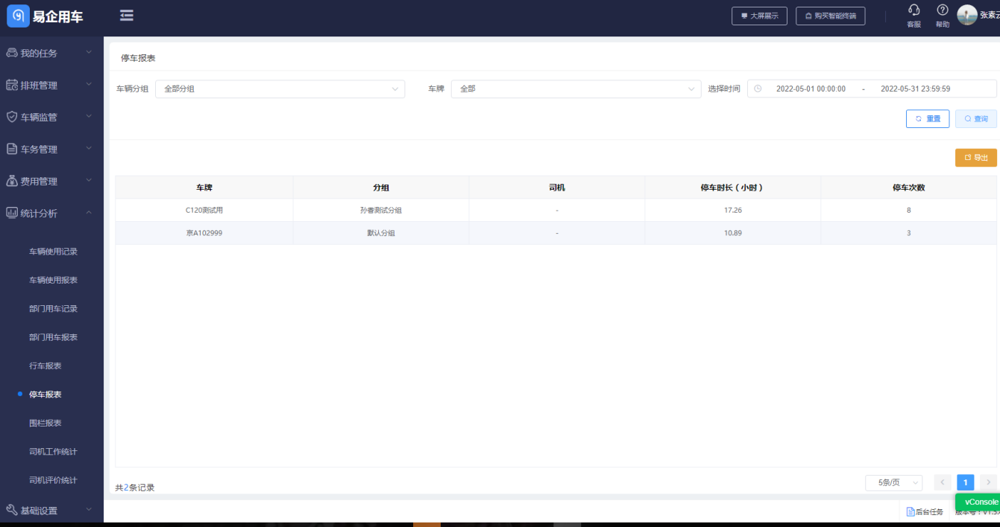 易企用车
大屏展示
购买智能终端
客服
帮助
张素云
我的任务
排班管理
车辆监管
车务管理
费用管理
统计分析
车辆使用记录
车辆使用报表
部门用车记录
部门用车报表
行车报表
停车报表
围栏报表
司机工作统计
司机评价统计
基础设置
停车报表
车辆分组 全部分组 车牌 全部 选择时间 2022-05-01 00:00:00 - 2022-05-31 23:59:59
重置 查询
导出
车牌 分组 司机 停车时长（小时） 停车次数
C120测试用 孙香测试分组 - 17.26 8
京A102999 默认分组 - 10.89 3
共2条记录
5条/页 1
vConsole
后台任务
版本号：V1.3.